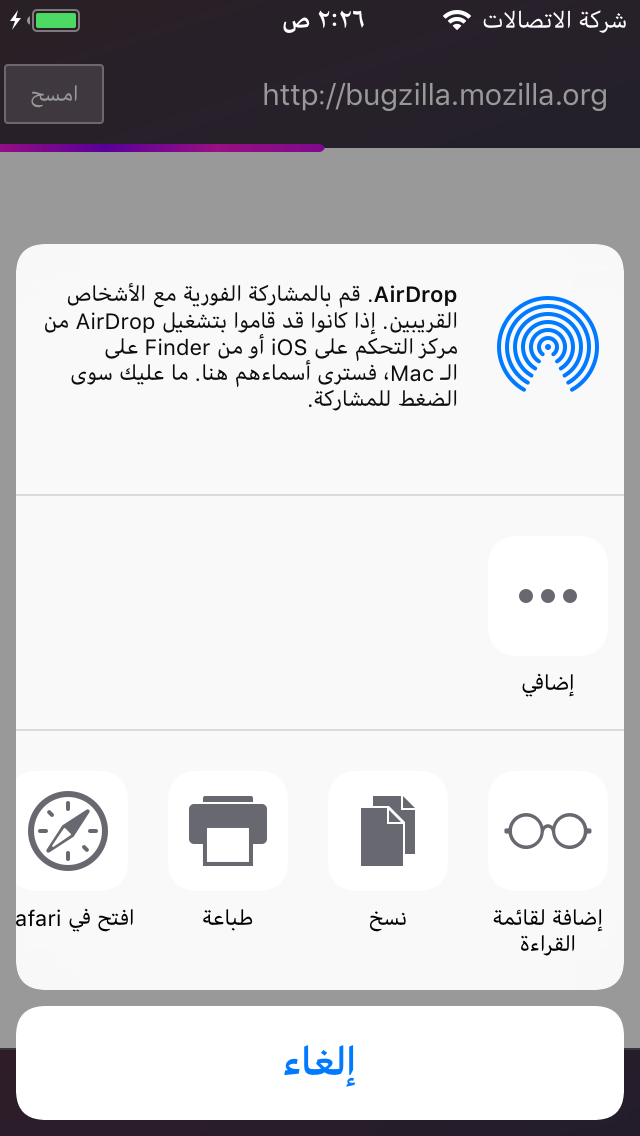 شركة الاتصالات ٢:٢٦ ص
http://bugzilla.mozilla.org امسح
AirDrop. قم بالمشاركة الفورية مع الأشخاص
القريبين. إذا كانوا قد قاموا بتشغيل AirDrop من
مركز التحكم على iOS أو من Finder على
الـ Mac، فسترى أسماءهم هنا. ما عليك سوى
الضغط للمشاركة.
إضافي
إضافة لقائمة
القراءة
نسخ
طباعة
افتح في afari
إلغاء